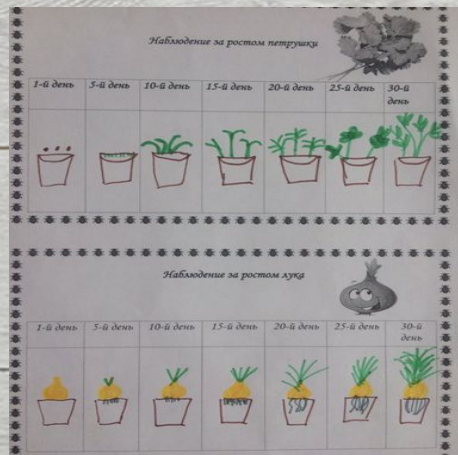 Наблюдение за ростом петрушки
1-й день 5-й день 10-й день 15-й день 20-й день 25-й день 30-й
день
Наблюдение за ростом лука
1-й день 5-й день 10-й день 15-й день 20-й день 25-й день 30-й
день